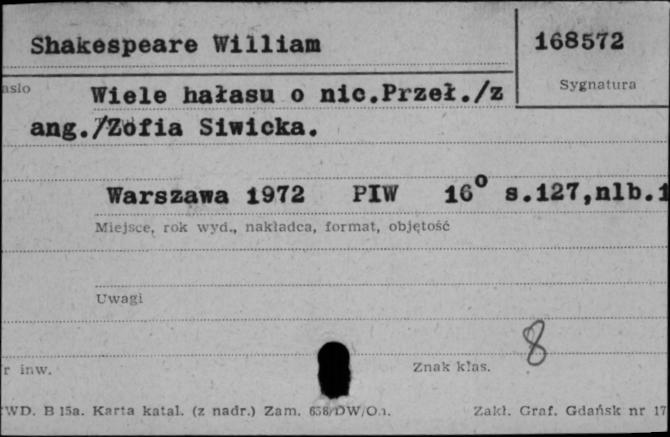 Shakespeare William
168572
asło
Sygnatura
Wiele hałasu o nic.Przeł./z
ang./Zofia Siwicka.
Warszawa 1972 PIW 16⁰ s.127,nlb.1
Miejsce, rok wyd., nakładca, format, objętość
Uwagi
8
r inw.
Znak klas.
WD. B 15a. Karta katal. (z nadr.) Zam. 638/DW/O.
Zakł. Graf. Gdańsk nr 17